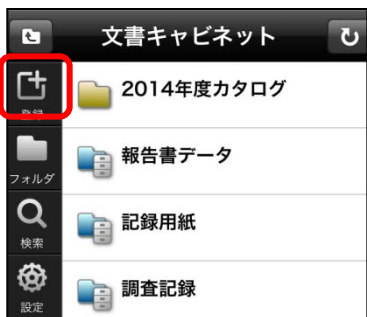 文書キャビネット
登録
2014年度カタログ
フォルダ
報告書データ
検索
記録用紙
設定
調査記録